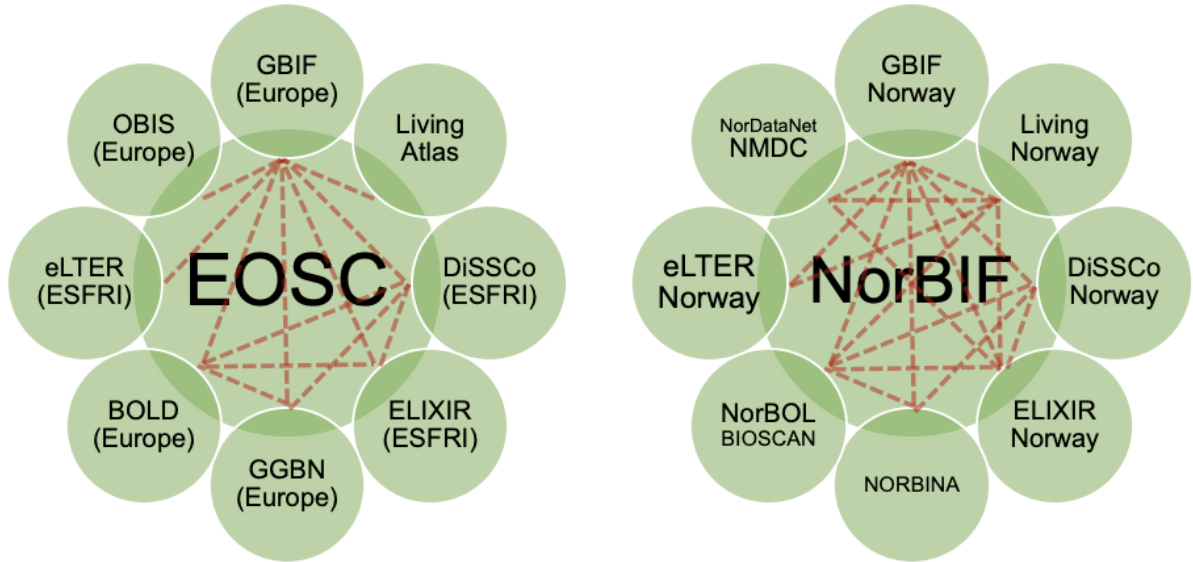 GBIF
(Europe)
Living
Atlas
DiSSCo
(ESFRI)
ELIXIR
(ESFRI)
GGBN
(Europe)
BOLD
(Europe)
eLTER
(ESFRI)
OBIS
(Europe)
EOSC
GBIF
Norway
Living
Norway
DiSSCo
Norway
ELIXIR
Norway
NORBINA
NorBOL
BIOSCAN
eLTER
Norway
NorDataNet
NMDC
NorBIF